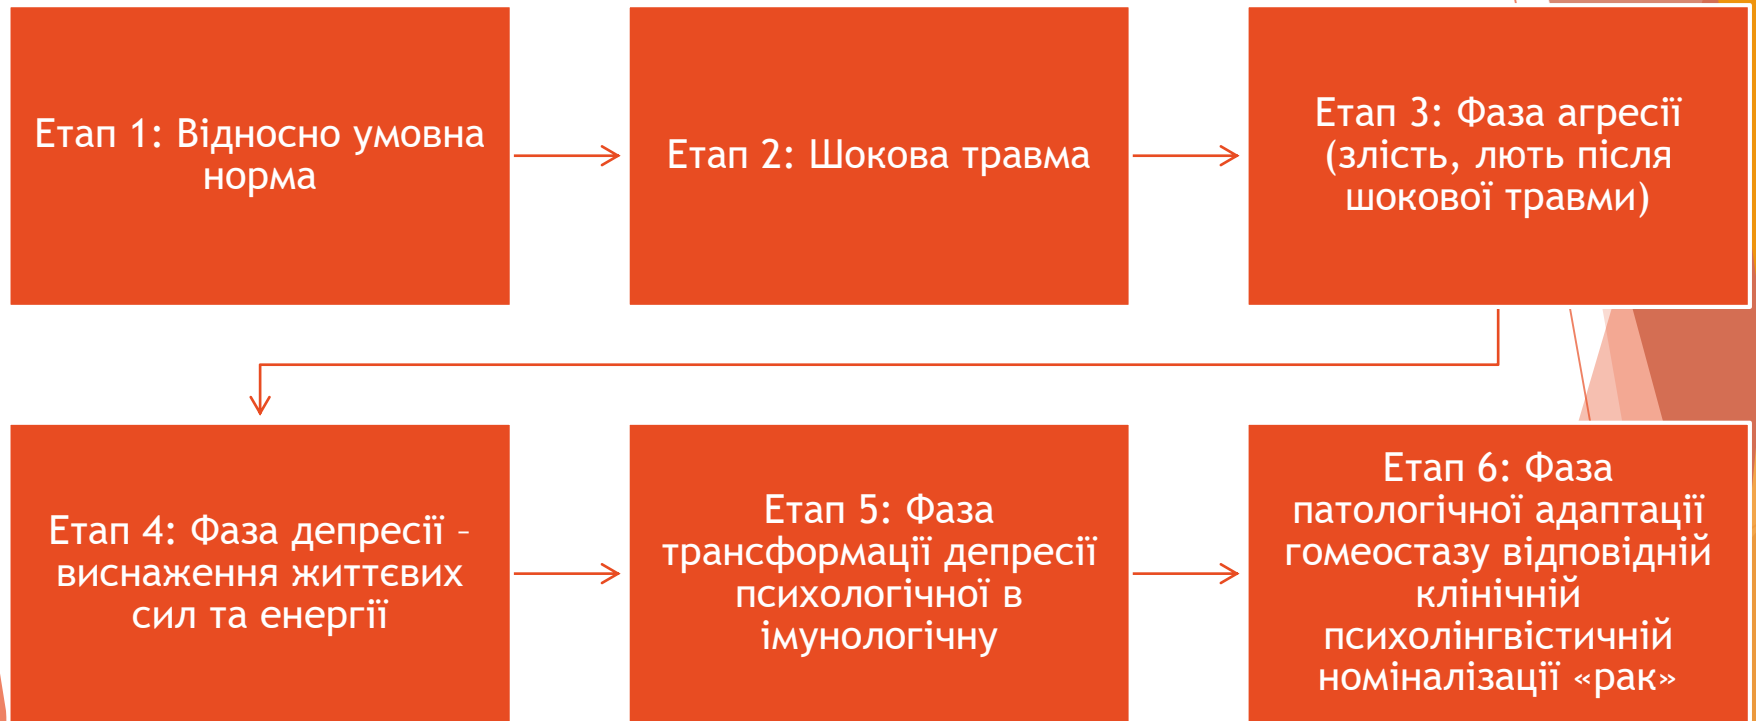 Етап 1: Відносно умовна
норма
Етап 2: Шокова травма
Етап 3: Фаза агресії
(злість, лють після
шокової травми)
Етап 4: Фаза депресії –
виснаження життєвих
сил та енергії
Етап 5: Фаза
трансформації депресії
психологічної в
імунологічну
Етап 6: Фаза
патологічної адаптації
гомеостазу відповідній
клінічній
психолінгвістичній
номіналізації «рак»